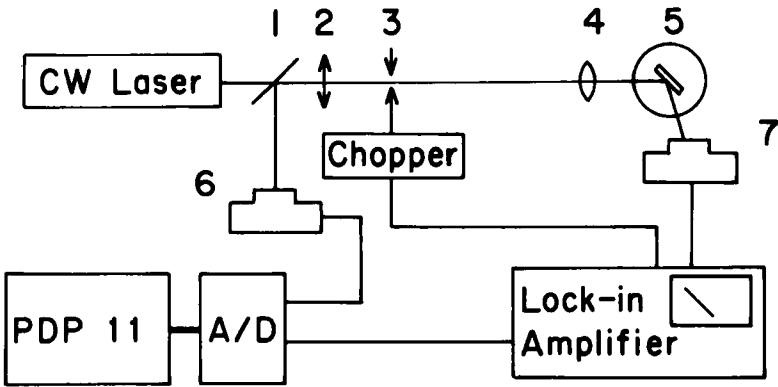 1 2 3 4 5
CW Laser
7
Chopper
6
Lock-in
Amplifier
PDP 11
A/D